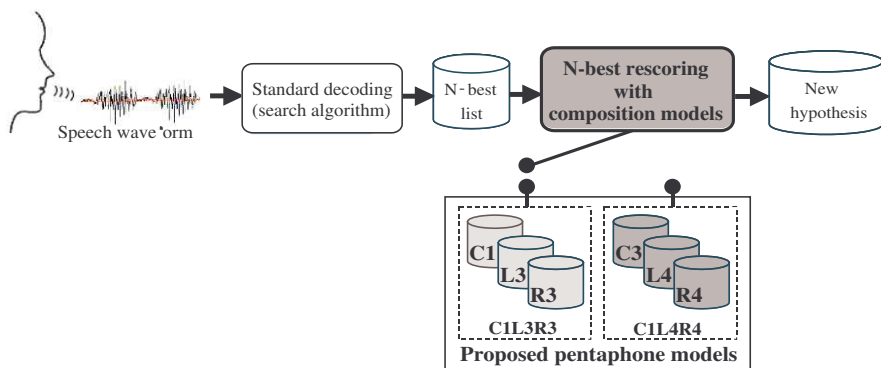 Speech wave orm
Standard decoding
(search algorithm)
N-best
list
N-best rescoring
with
composition models
New
hypothesis
C1
L3
R3
C1L3R3
C3
L4
R4
C1L4R4
Proposed pentaphone models